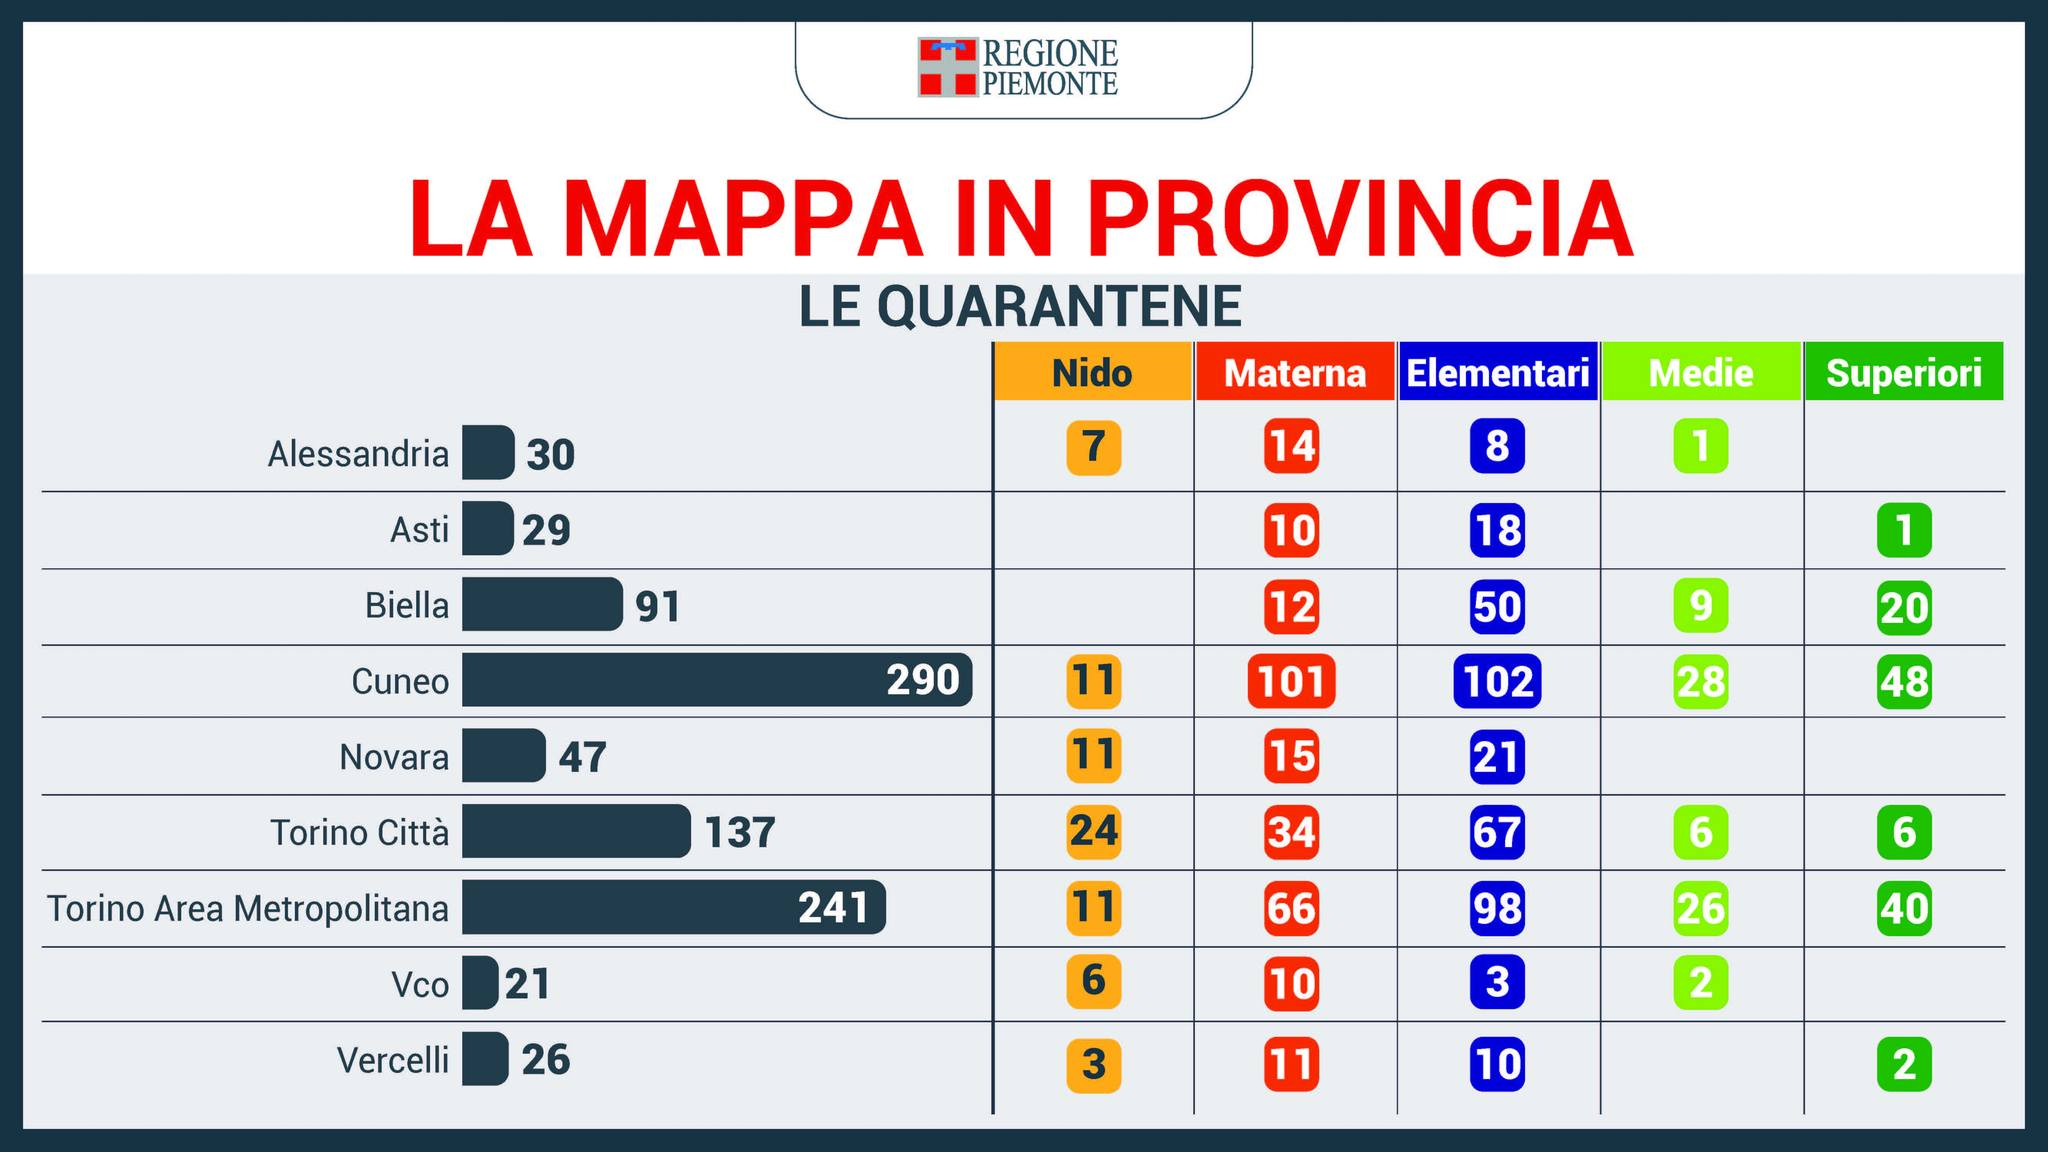 REGIONE
PIEMONTE
LA MAPPA IN PROVINCIA
LE QUARANTENE
Nido Materna Elementari Medie Superiori
Alessandria 30 7 14 8 1
Asti 29 10 18 1
Biella 91 12 50 9 20
Cuneo 290 11 101 102 28 48
Novara 47 11 15 21
Torino Città 137 24 34 67 6 6
Torino Area Metropolitana 241 11 66 98 26 40
Vco 21 6 10 3 2
Vercelli 26 3 11 10 2